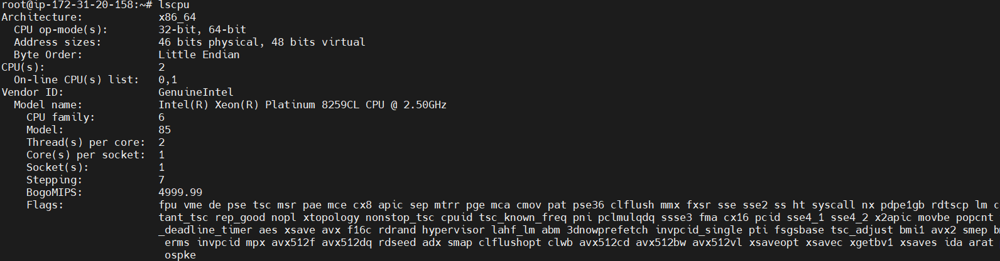 root@ip-172-31-20-158:~# lscpu
Architecture: x86_64
CPU op-mode(s): 32-bit, 64-bit
Address sizes: 46 bits physical, 48 bits virtual
Byte Order: Little Endian
CPU(s): 2
On-line CPU(s) list: 0,1
Vendor ID: GenuineIntel
Model name: Intel(R) Xeon(R) Platinum 8259CL CPU @ 2.50GHz
CPU family: 6
Model: 85
Thread(s) per core: 2
Core(s) per socket: 1
Socket(s): 1
Stepping: 7
BogoMIPS: 4999.99
Flags: fpu vme de pse tsc msr pae mce cx8 apic sep mtrr pge mca cmov pat pse36 clflush mmx fxsr sse sse2 ss ht syscall nx pdpe1gb rdtscp lm c
tant_tsc rep_good nopl xtopology nonstop_tsc cpuid tsc_known_freq pni pclmulqdq ssse3 fma cx16 pcid sse4_1 sse4_2 x2apic movbe popcnt
_deadline_timer aes xsave avx f16c rdrand hypervisor lahf_lm abm 3dnowprefetch invpcid_single pti fsgsbase tsc_adjust bmi1 avx2 smep b
erms invpcid mpx avx512f avx512dq rdseed adx smap clflushopt clwb avx512cd avx512bw avx512vl xsaveopt xsavec xgetbv1 xsaves ida arat
ospke